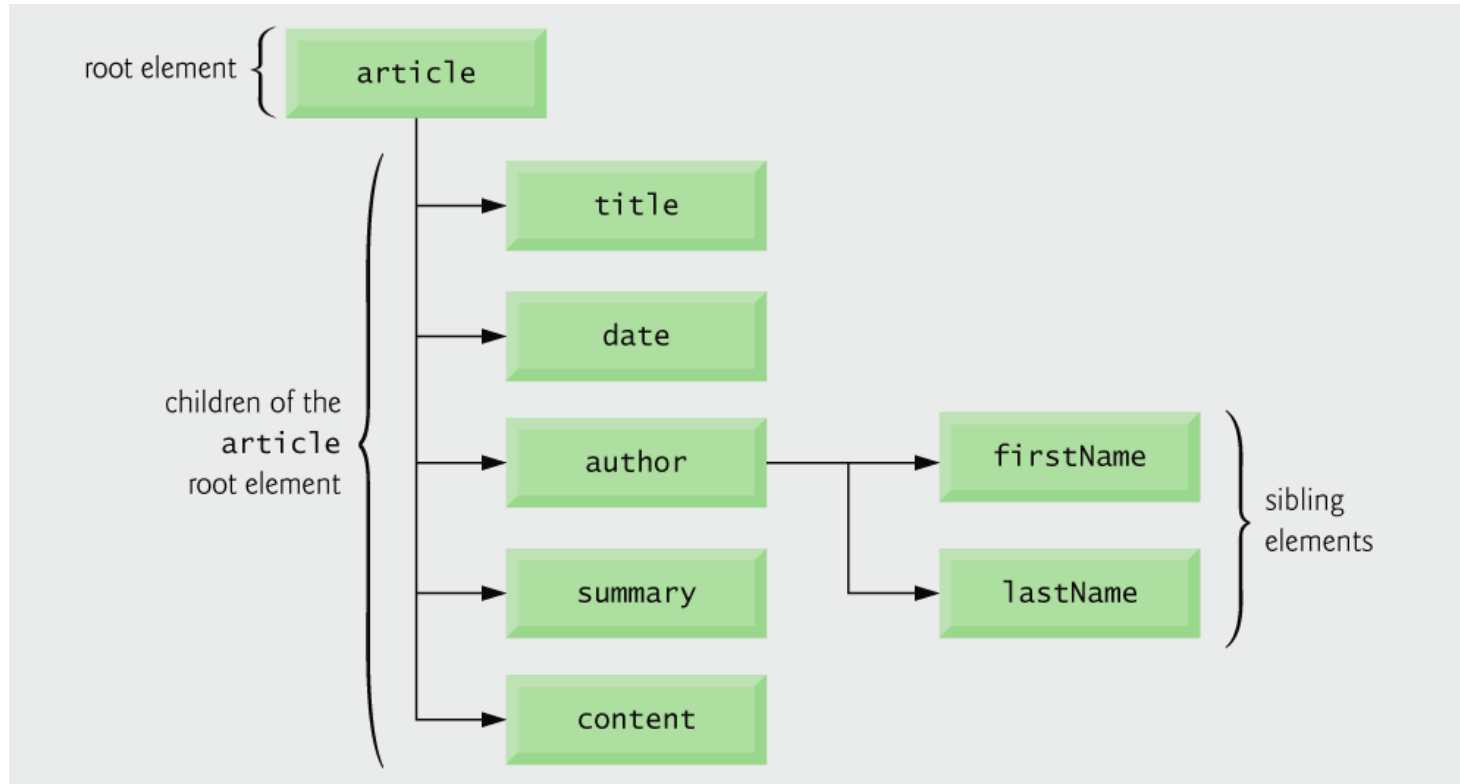 root element
article
title
date
children of the
article
root element
author
firstName
sibling
elements
summary
lastName
content